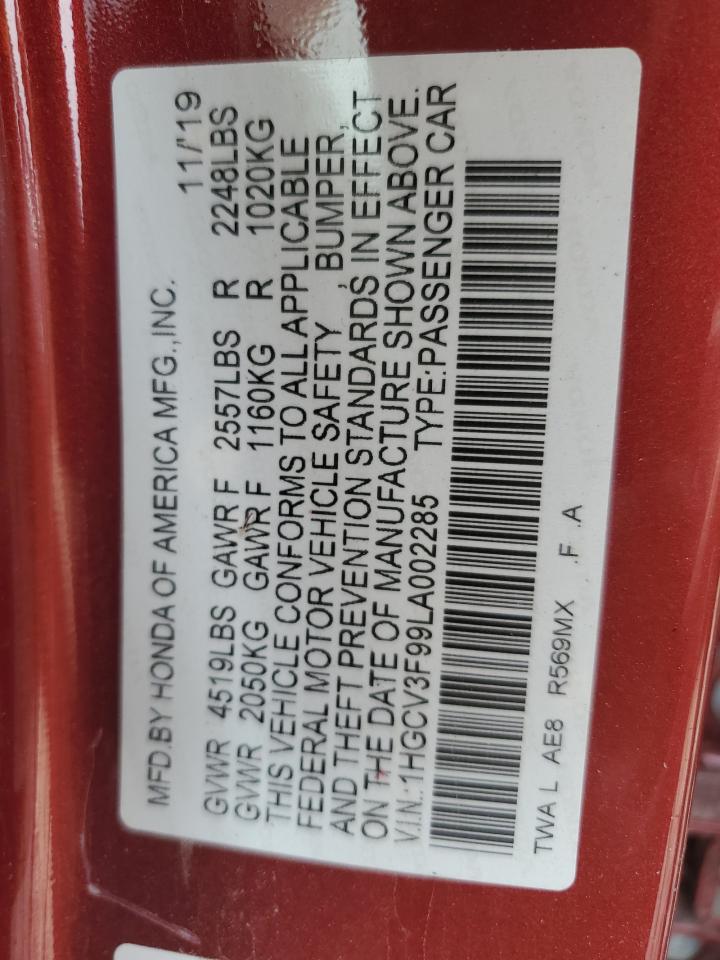 MFD.BY HONDA OF AMERICA MFG.,INC. 11/'19
GVWR 4519LBS GAWR F 2557LBS R 2248LBS
GVWR 2050KG GAWR F 1160KG R 1020KG
THIS VEHICLE CONFORMS TO ALL APPLICABLE
FEDERAL MOTOR VEHICLE SAFETY , BUMPER,
AND THEFT PREVENTION STANDARDS, IN EFFECT
ON THE DATE OF MANUFACTURE SHOWN ABOVE.
V.I.N.:1HGCV3F99LA002285 TYPE:PASSENGER CAR
TWA L AE8 R569MX .F .A